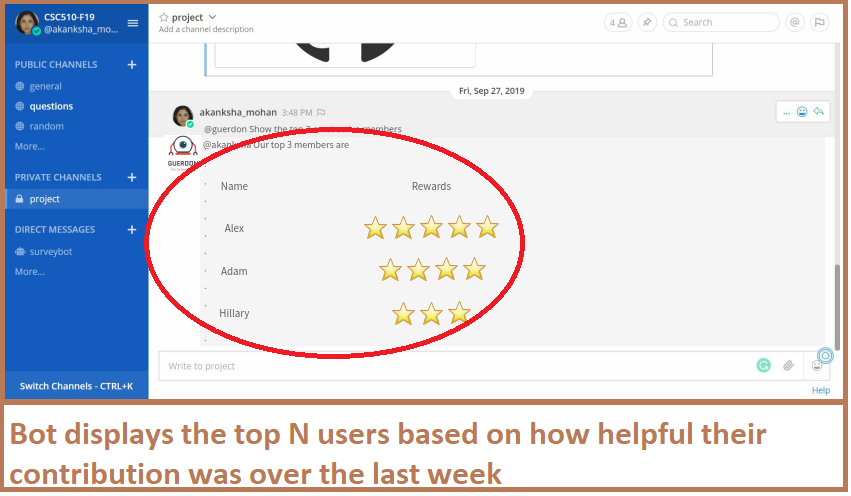 CSC510-F19
@akanksha_mo...
PUBLIC CHANNELS +
general
questions
random
More...
PRIVATE CHANNELS +
project
DIRECT MESSAGES +
surveybot
More...
Switch Channels - CTRL+K
project
Add a channel description
4
Search
@
Fri, Sep 27, 2019
akanksha_mohan 3:48 PM
...
@guerdon Show the top members
@akanksha Our top 3 members are
GUERDON
Name Rewards
Alex
Adam
Hillary
Write to project
Help
Bot displays the top N users based on how helpful their
contribution was over the last week